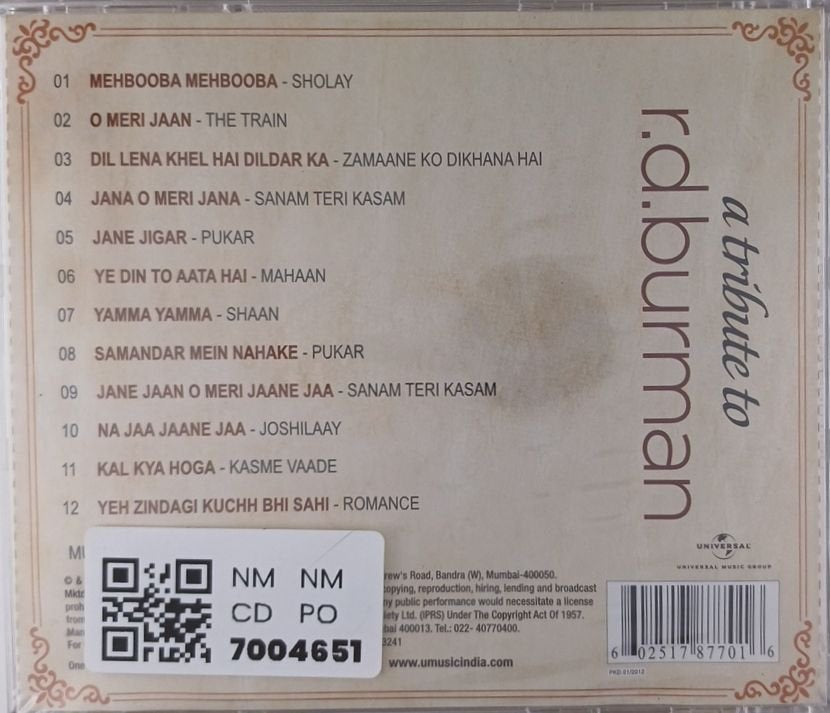 01 MEHBOOBA MEHBOOBA - SHOLAY
02 O MERI JAAN - THE TRAIN
03 DIL LENA KHEL HAI DILDAR KA - ZAMAANE KO DIKHANA HAI
04 JANA O MERI JANA - SANAM TERI KASAM
05 JANE JIGAR - PUKAR
06 YE DIN TO AATA HAI - MAHAAN
07 YAMMA YAMMA - SHAAN
08 SAMANDAR MEIN NAHAKE - PUKAR
09 JANE JAAN O MERI JAANE JAA - SANAM TERI KASAM
10 NA JAA JAANE JAA - JOSHILAAY
11 KAL KYA HOGA - KASME VAADE
12 YEH ZINDAGI KUCHH BHI SAHI - ROMANCE
a tribute to
r.d.burman
UNIVERSAL
UNIVERSAL MUSIC GROUP
NM NM
CD PO
7004651
Road, Bandra (W), Mumbai-400050.
copying, reproduction, hiring, lending and broadcast
public performance would necessitate a license
Ltd. (IPRS) Under The Copyright Act Of 1957.
400013. Tel.: 022- 40770400.
3241
www.umusicindia.com
6 02517 87701 6
PKD.01/2012